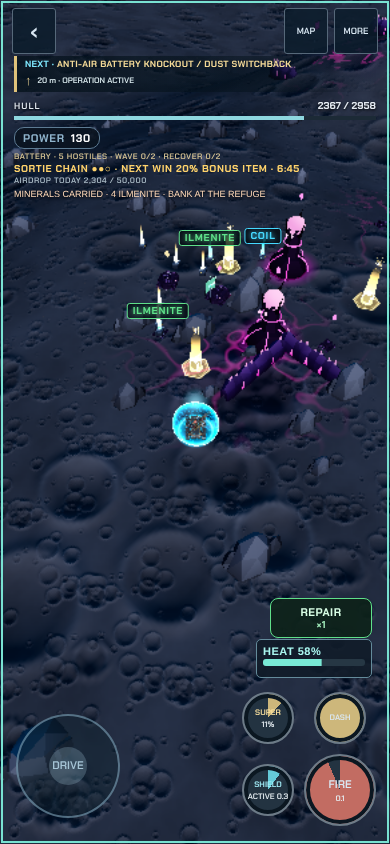 ‹
MAP
MORE
NEXT · ANTI-AIR BATTERY KNOCKOUT / DUST SWITCHBACK
↑ 20 m · OPERATION ACTIVE
HULL 2367 / 2958
POWER 130
BATTERY · 5 HOSTILES · WAVE 0/2 · RECOVER 0/2
SORTIE CHAIN ●●○ · NEXT WIN 20% BONUS ITEM · 6:45
AIRDROP TODAY 2,304 / 50,000
MINERALS CARRIED · 4 ILMENITE · BANK AT THE REFUGE
ILMENITE
COIL
ILMENITE
REPAIR
×1
HEAT 58%
SUPER
11%
DASH
DRIVE
SHIELD
ACTIVE 0.3
FIRE
0.1